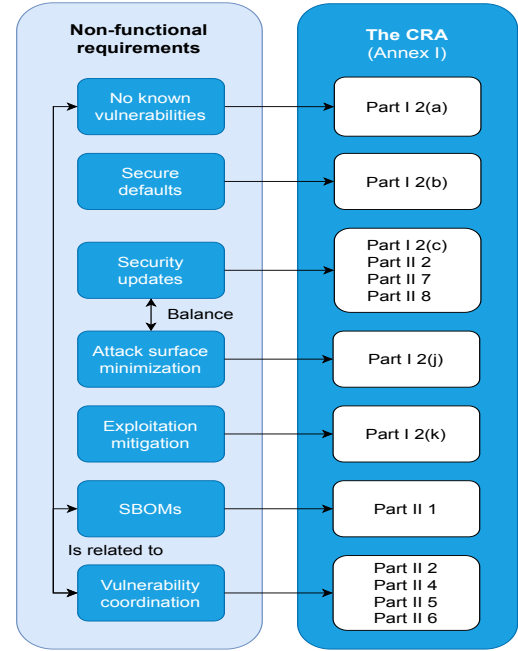 Non-functional
requirements
The CRA
(Annex I)
No known
vulnerabilities
Part I 2(a)
Secure
defaults
Part I 2(b)
Security
updates
Part I 2(c)
Part II 2
Part II 7
Part II 8
Balance
Attack surface
minimization
Part I 2(j)
Exploitation
mitigation
Part I 2(k)
SBOMs
Part II 1
Is related to
Vulnerability
coordination
Part II 2
Part II 4
Part II 5
Part II 6